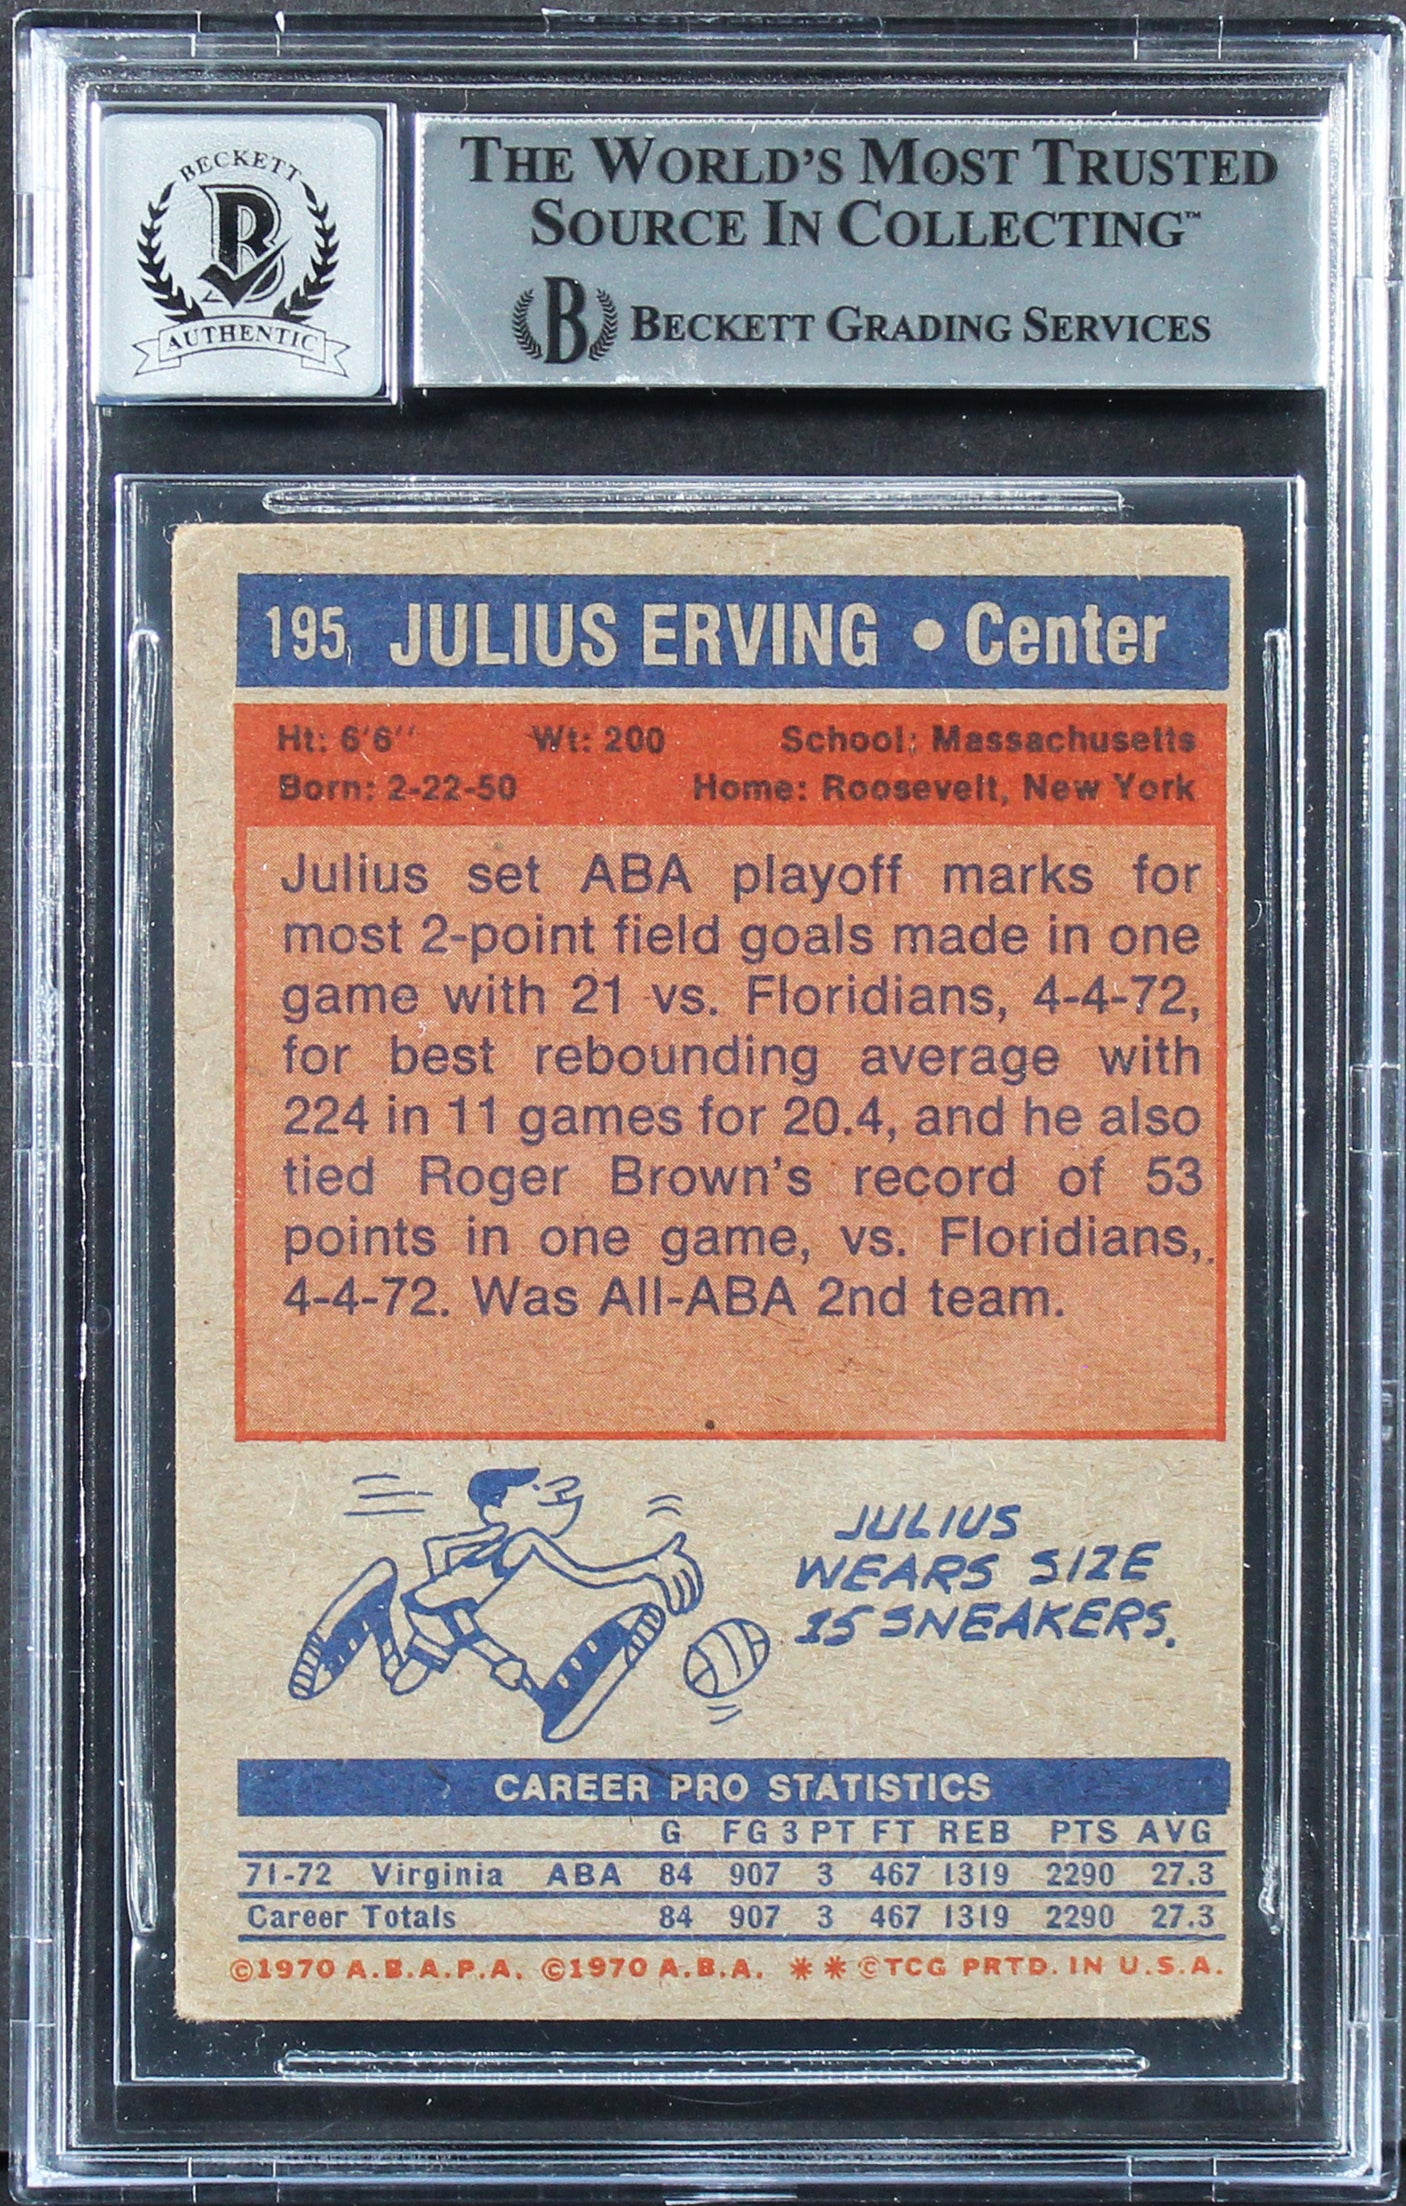 BECKETT
AUTHENTIC
THE WORLD'S MOST TRUSTED
SOURCE IN COLLECTING™
B BECKETT GRADING SERVICES
195 JULIUS ERVING • Center
Ht: 6'6'' Wt: 200 School: Massachusetts
Born: 2-22-50 Home: Roosevelt, New York
Julius set ABA playoff marks for
most 2-point field goals made in one
game with 21 vs. Floridians, 4-4-72,
for best rebounding average with
224 in 11 games for 20.4, and he also
tied Roger Brown's record of 53
points in one game, vs. Floridians,
4-4-72. Was All-ABA 2nd team.
JULIUS
WEARS SIZE
15 SNEAKERS.
CAREER PRO STATISTICS
G FG 3 PT FT REB PTS AVG
71-72 Virginia ABA 84 907 3 467 1319 2290 27.3
Career Totals 84 907 3 467 1319 2290 27.3
©1970 A.B.A.P.A. ©1970 A.B.A. ** ©TCG PRTD. IN U.S.A.